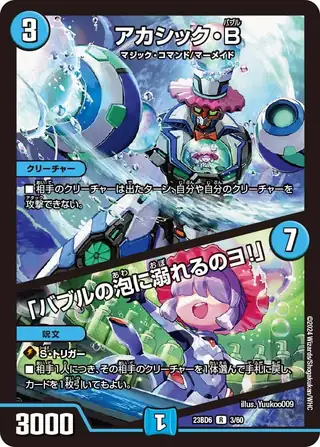 3
アカシック・B
バブル
マジック・コマンド/マーメイド
クリーチャー
■相手のクリーチャーは出たターン、自分や自分のクリーチャーを
攻撃できない。
7
「バブルの泡に溺れるのヨ!」
呪文
S・トリガー
■相手1人につき、その相手のクリーチャーを1体選んで手札に戻し、
カードを1枚引いてもよい。
©2024 Wizards/Shogakukan/WHC
illus. Yuukoo009
23BD6 R 3/60
3000